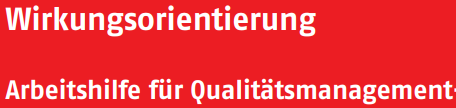 Wirkungsorientierung
Arbeitshilfe für Qualitätsmanagement-